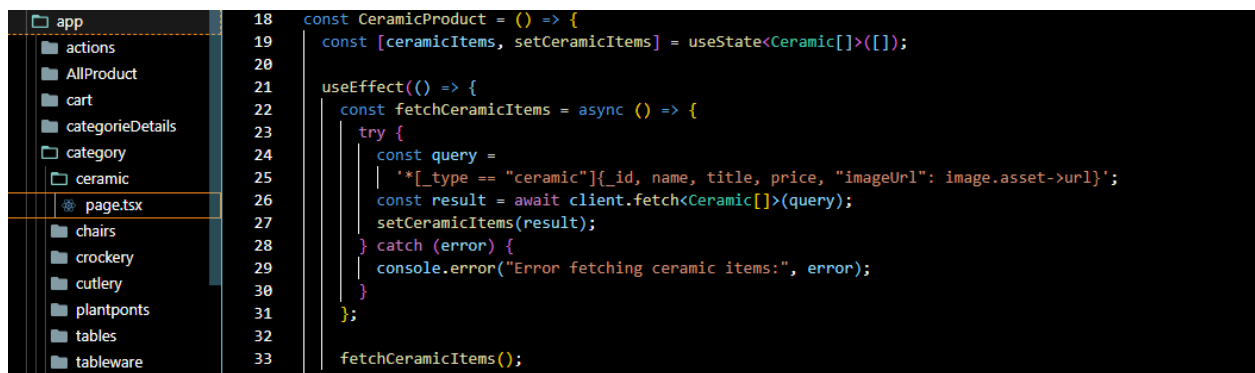 app
actions
AllProduct
cart
categorieDetails
category
ceramic
page.tsx
chairs
crockery
cutlery
plantponts
tables
tableware
18 const CeramicProduct = () => {
19 const [ceramicItems, setCeramicItems] = useState<Ceramic[]>([]);
20
21 useEffect(() => {
22 const fetchCeramicItems = async () => {
23 try {
24 const query =
25 '*[_type == "ceramic"]{_id, name, title, price, "imageUrl": image.asset->url}';
26 const result = await client.fetch<Ceramic[]>(query);
27 setCeramicItems(result);
28 } catch (error) {
29 console.error("Error fetching ceramic items:", error);
30 }
31 };
32
33 fetchCeramicItems();